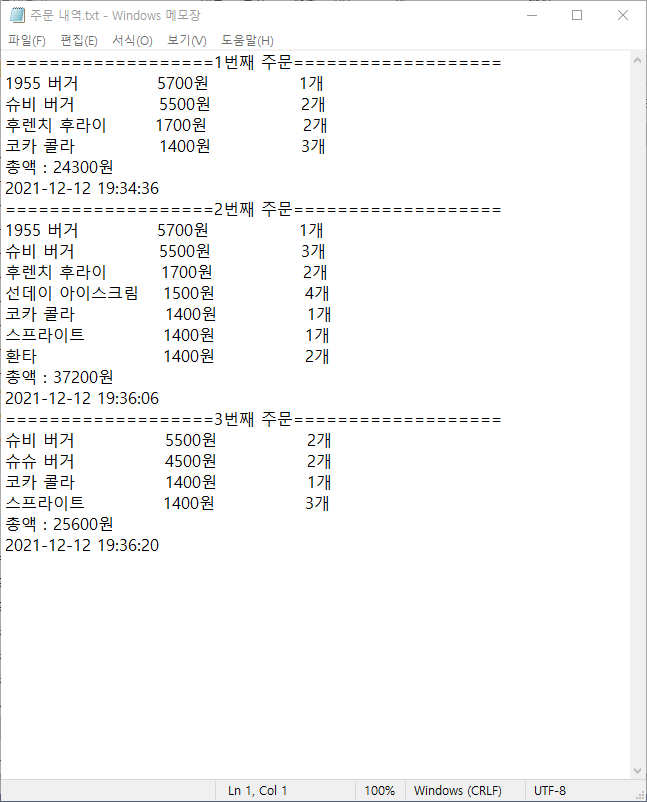 주문 내역.txt - Windows 메모장
파일(F) 편집(E) 서식(O) 보기(V) 도움말(H)
===================1번째 주문===================
1955 버거 5700원 1개
슈비 버거 5500원 2개
후렌치 후라이 1700원 2개
코카 콜라 1400원 3개
총액 : 24300원
2021-12-12 19:34:36
===================2번째 주문===================
1955 버거 5700원 1개
슈비 버거 5500원 3개
후렌치 후라이 1700원 2개
선데이 아이스크림 1500원 4개
코카 콜라 1400원 1개
스프라이트 1400원 1개
환타 1400원 2개
총액 : 37200원
2021-12-12 19:36:06
===================3번째 주문===================
슈비 버거 5500원 2개
슈슈 버거 4500원 2개
코카 콜라 1400원 1개
스프라이트 1400원 3개
총액 : 25600원
2021-12-12 19:36:20
Ln 1, Col 1 100% Windows (CRLF) UTF-8